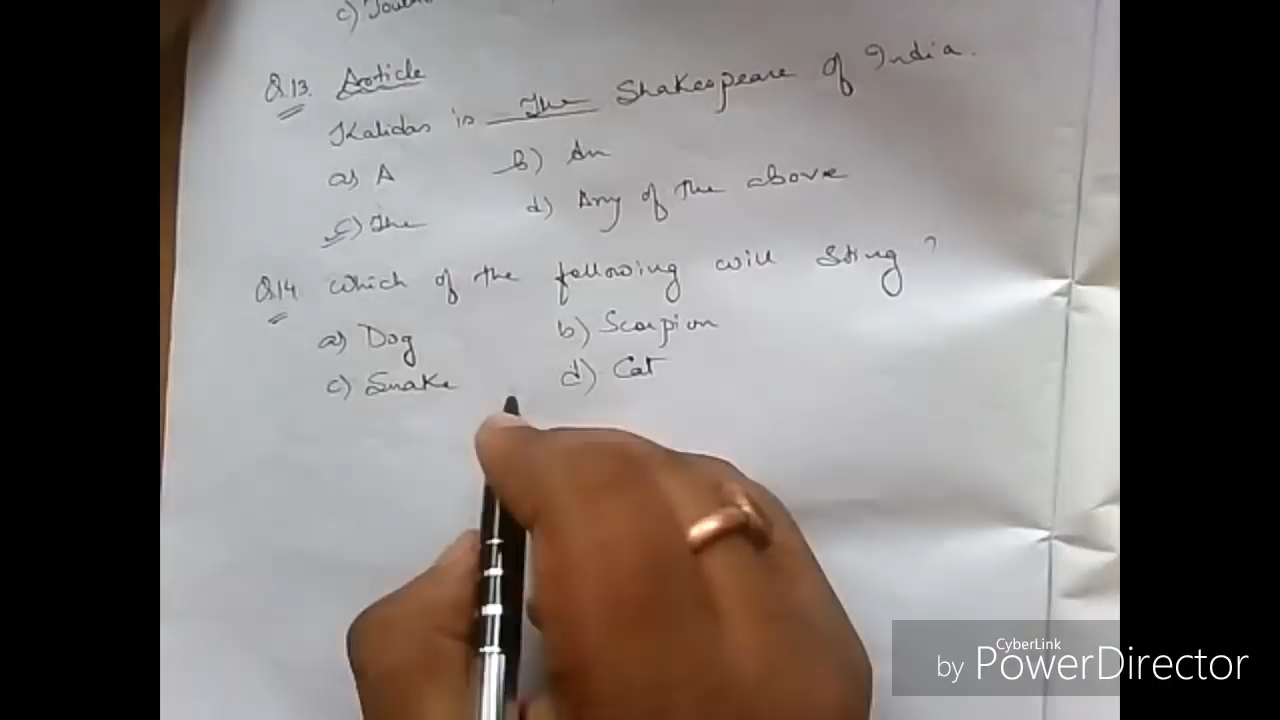 c)
Q.13. Article
Kalidas is The Shakespeare of India.
a) A b) An
c) The d) Any of the above
Q.14 Which of the following will Sting ?
a) Dog b) Scorpion
c) Snake d) Cat
CyberLink
by PowerDirector